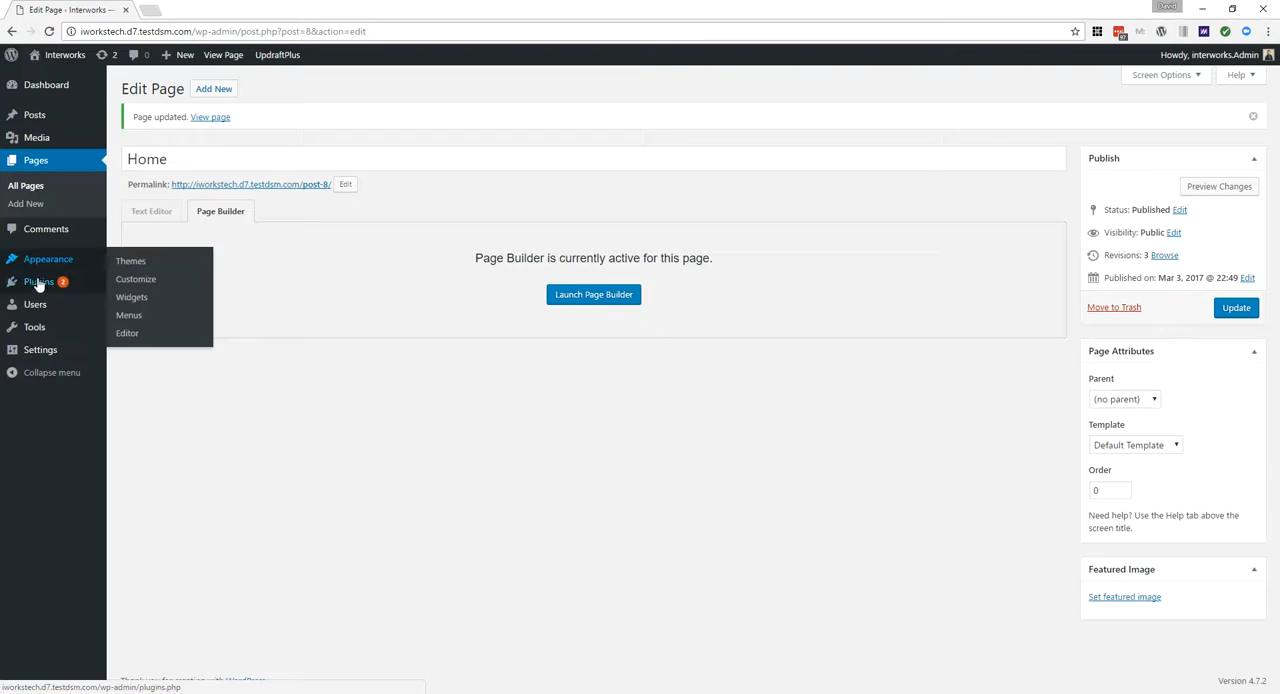 Edit Page ‹ Interworks —
David
iworkstech.d7.testdsm.com/wp-admin/post.php?post=8&action=edit
Interworks 2 0 New View Page UpdraftPlus Howdy, interworks.Admin
Screen Options Help
Dashboard
Posts
Media
Pages
All Pages
Add New
Comments
Appearance
Plugins 2
Users
Tools
Settings
Collapse menu
Themes
Customize
Widgets
Menus
Editor
Edit Page Add New
Page updated. View page
Home
Permalink: http://iworkstech.d7.testdsm.com/post-8/ Edit
Text Editor Page Builder
Page Builder is currently active for this page.
Launch Page Builder
Publish
Preview Changes
Status: Published Edit
Visibility: Public Edit
Revisions: 3 Browse
Published on: Mar 3, 2017 @ 22:49 Edit
Move to Trash Update
Page Attributes
Parent
(no parent)
Template
Default Template
Order
0
Need help? Use the Help tab above the
screen title.
Featured Image
Set featured image
Thank you for creating with WordPress
Version 4.7.2
iworkstech.d7.testdsm.com/wp-admin/plugins.php